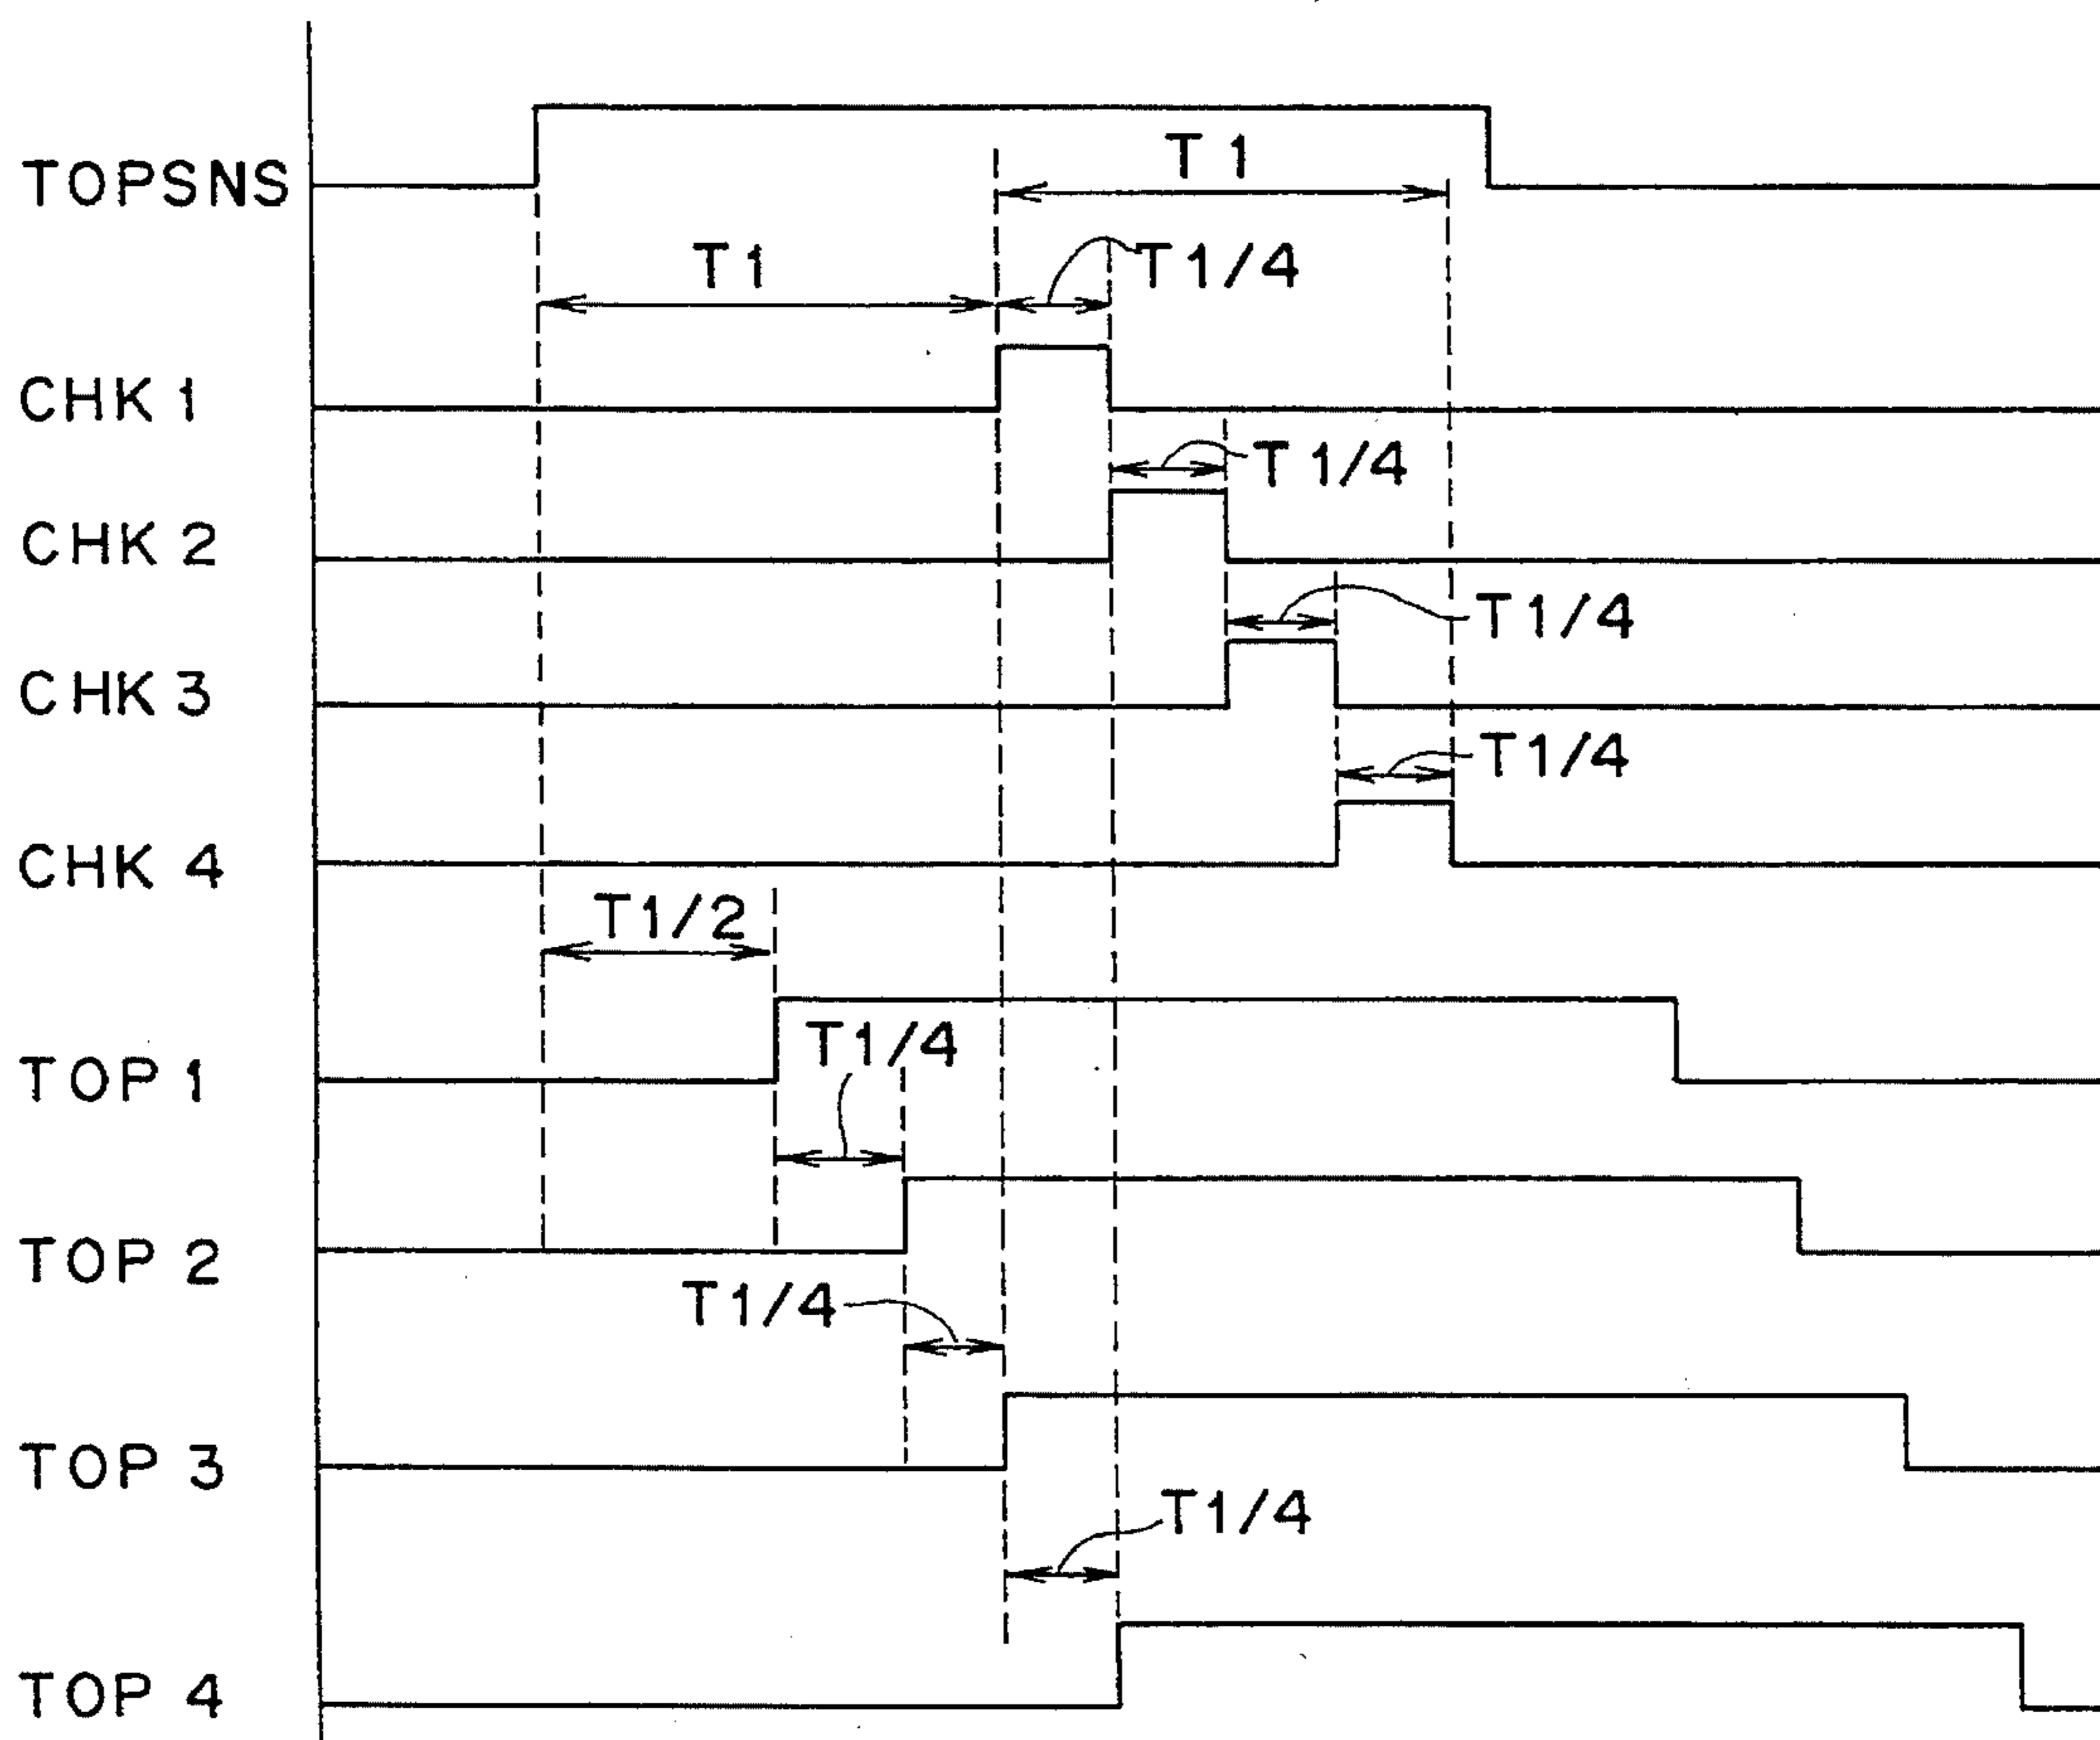 TOPSNS
T1
T1
T1/4
CHK 1
T1/4
CHK 2
T1/4
CHK 3
T1/4
CHK 4
T1/2
TOP 1
T1/4
TOP 2
T1/4
TOP 3
T1/4
TOP 4